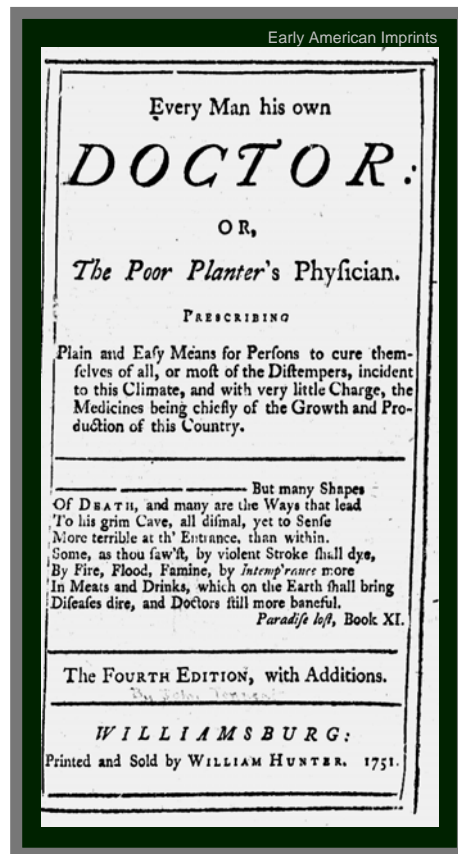 Early American Imprints
Every Man his own
DOCTOR:
OR,
The Poor Planter's Phyſician.
PRESCRIBING
Plain and Eaſy Means for Perſons to cure them-
ſelves of all, or moſt of the Diſtempers, incident
to this Climate, and with very little Charge, the
Medicines being chiefly of the Growth and Pro-
duction of this Country.
But many Shapes
Of DEATH, and many are the Ways that lead
To his grim Cave, all diſmal, yet to Senſe
More terrible at th' Entrance, than within.
Some, as thou ſaw'ſt, by violent Stroke ſhall dye,
By Fire, Flood, Famine, by Intemp'rance more
In Meats and Drinks, which on the Earth ſhall bring
Diſeaſes dire, and Doctors ſtill more baneful.
Paradiſe loſt, Book XI.
The FOURTH EDITION, with Additions.
By John Tennent
WILLIAMSBURG:
Printed and Sold by WILLIAM HUNTER. 1751.